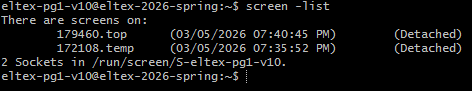 eltex-pg1-v10@eltex-2026-spring:~$ screen -list
There are screens on:
179460.top (03/05/2026 07:40:45 PM) (Detached)
172108.temp (03/05/2026 07:35:52 PM) (Detached)
2 Sockets in /run/screen/S-eltex-pg1-v10.
eltex-pg1-v10@eltex-2026-spring:~$